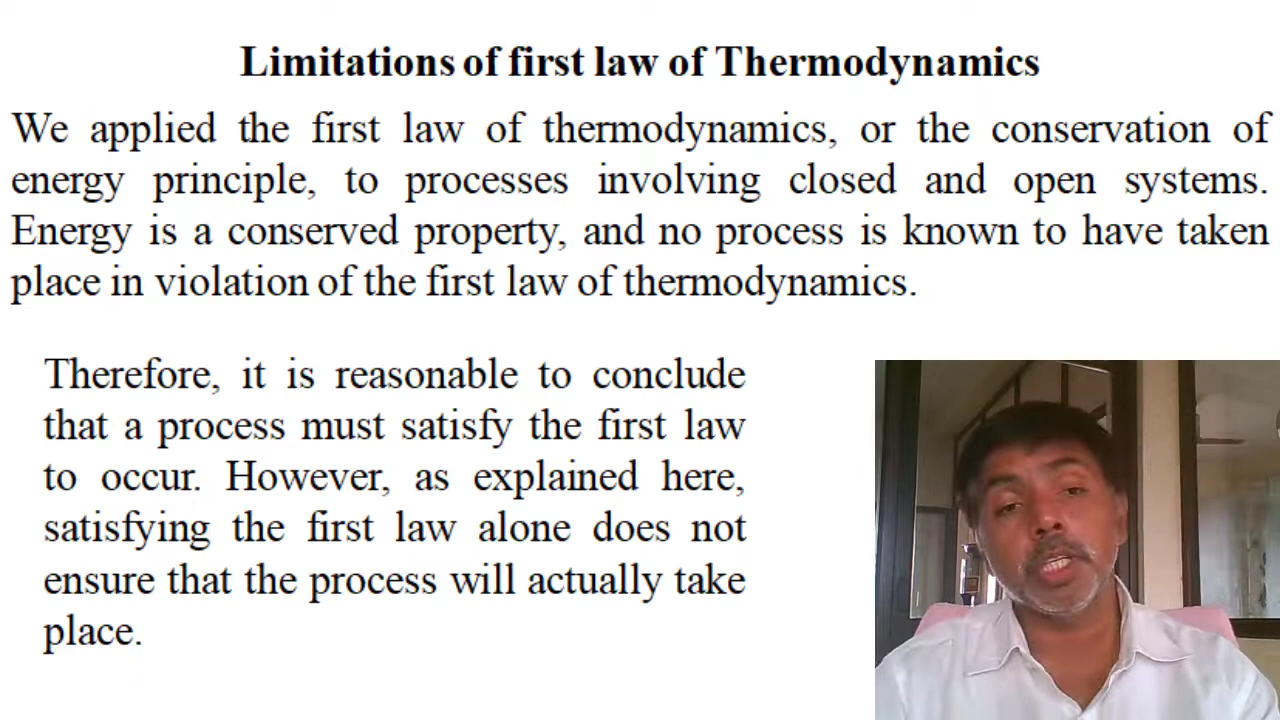 Limitations of first law of Thermodynamics
We applied the first law of thermodynamics, or the conservation of
energy principle, to processes involving closed and open systems.
Energy is a conserved property, and no process is known to have taken
place in violation of the first law of thermodynamics.
Therefore, it is reasonable to conclude
that a process must satisfy the first law
to occur. However, as explained here,
satisfying the first law alone does not
ensure that the process will actually take
place.